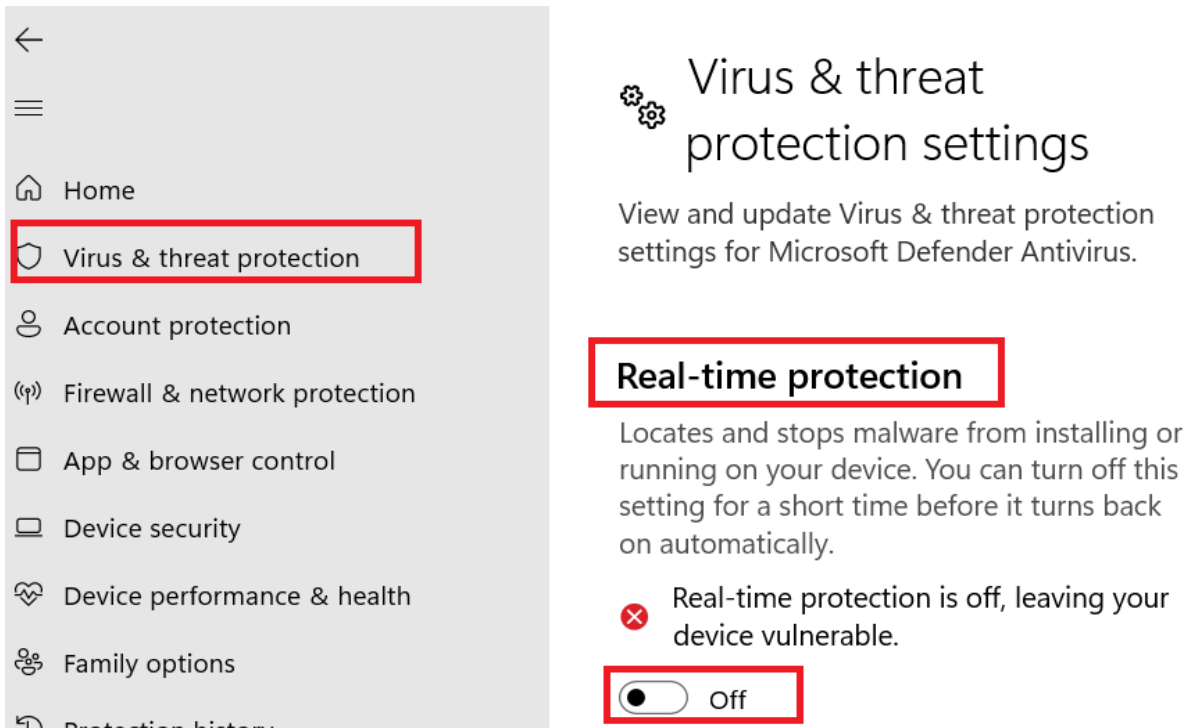 Home
Virus & threat protection
Account protection
Firewall & network protection
App & browser control
Device security
Device performance & health
Family options
Protection history
Virus & threat
protection settings
View and update Virus & threat protection
settings for Microsoft Defender Antivirus.
Real-time protection
Locates and stops malware from installing or
running on your device. You can turn off this
setting for a short time before it turns back
on automatically.
Real-time protection is off, leaving your
device vulnerable.
Off